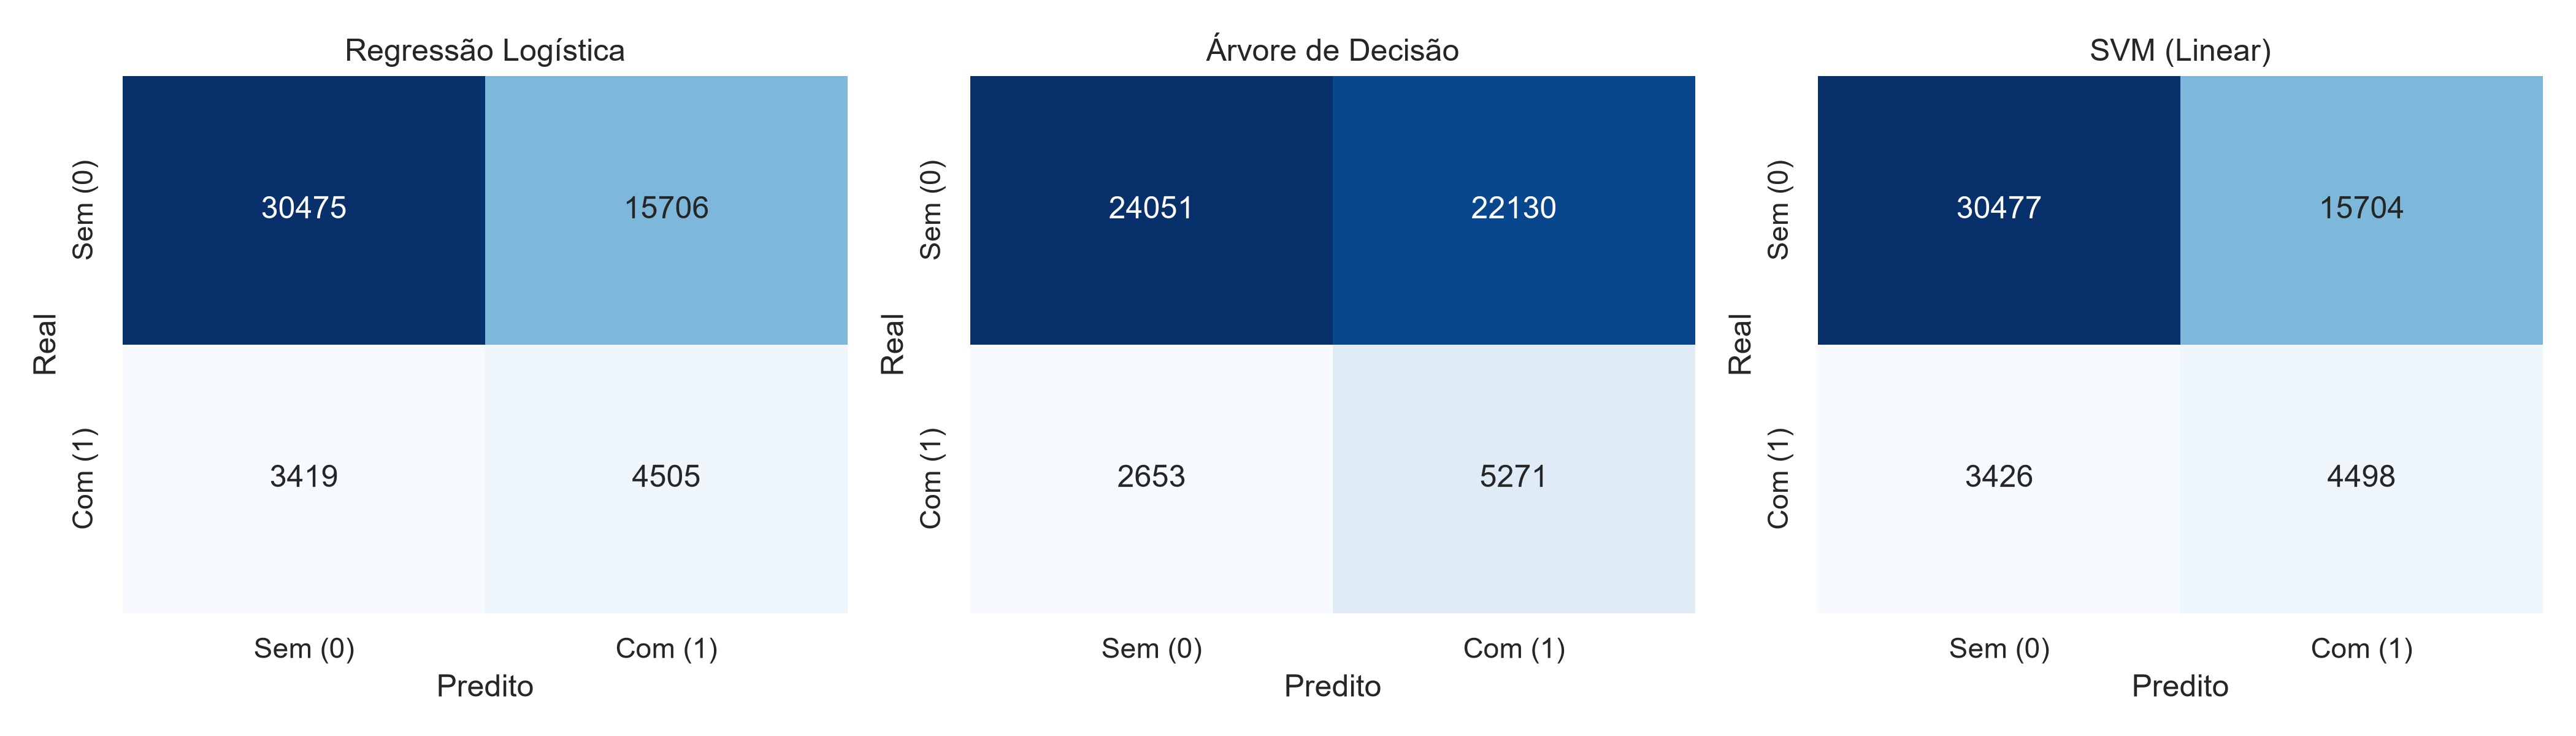 Regressão Logística
Sem (0)
30475
15706
Real
Com (1)
3419
4505
Sem (0)
Com (1)
Predito
Árvore de Decisão
Sem (0)
24051
22130
Real
Com (1)
2653
5271
Sem (0)
Com (1)
Predito
SVM (Linear)
Sem (0)
30477
15704
Real
Com (1)
3426
4498
Sem (0)
Com (1)
Predito